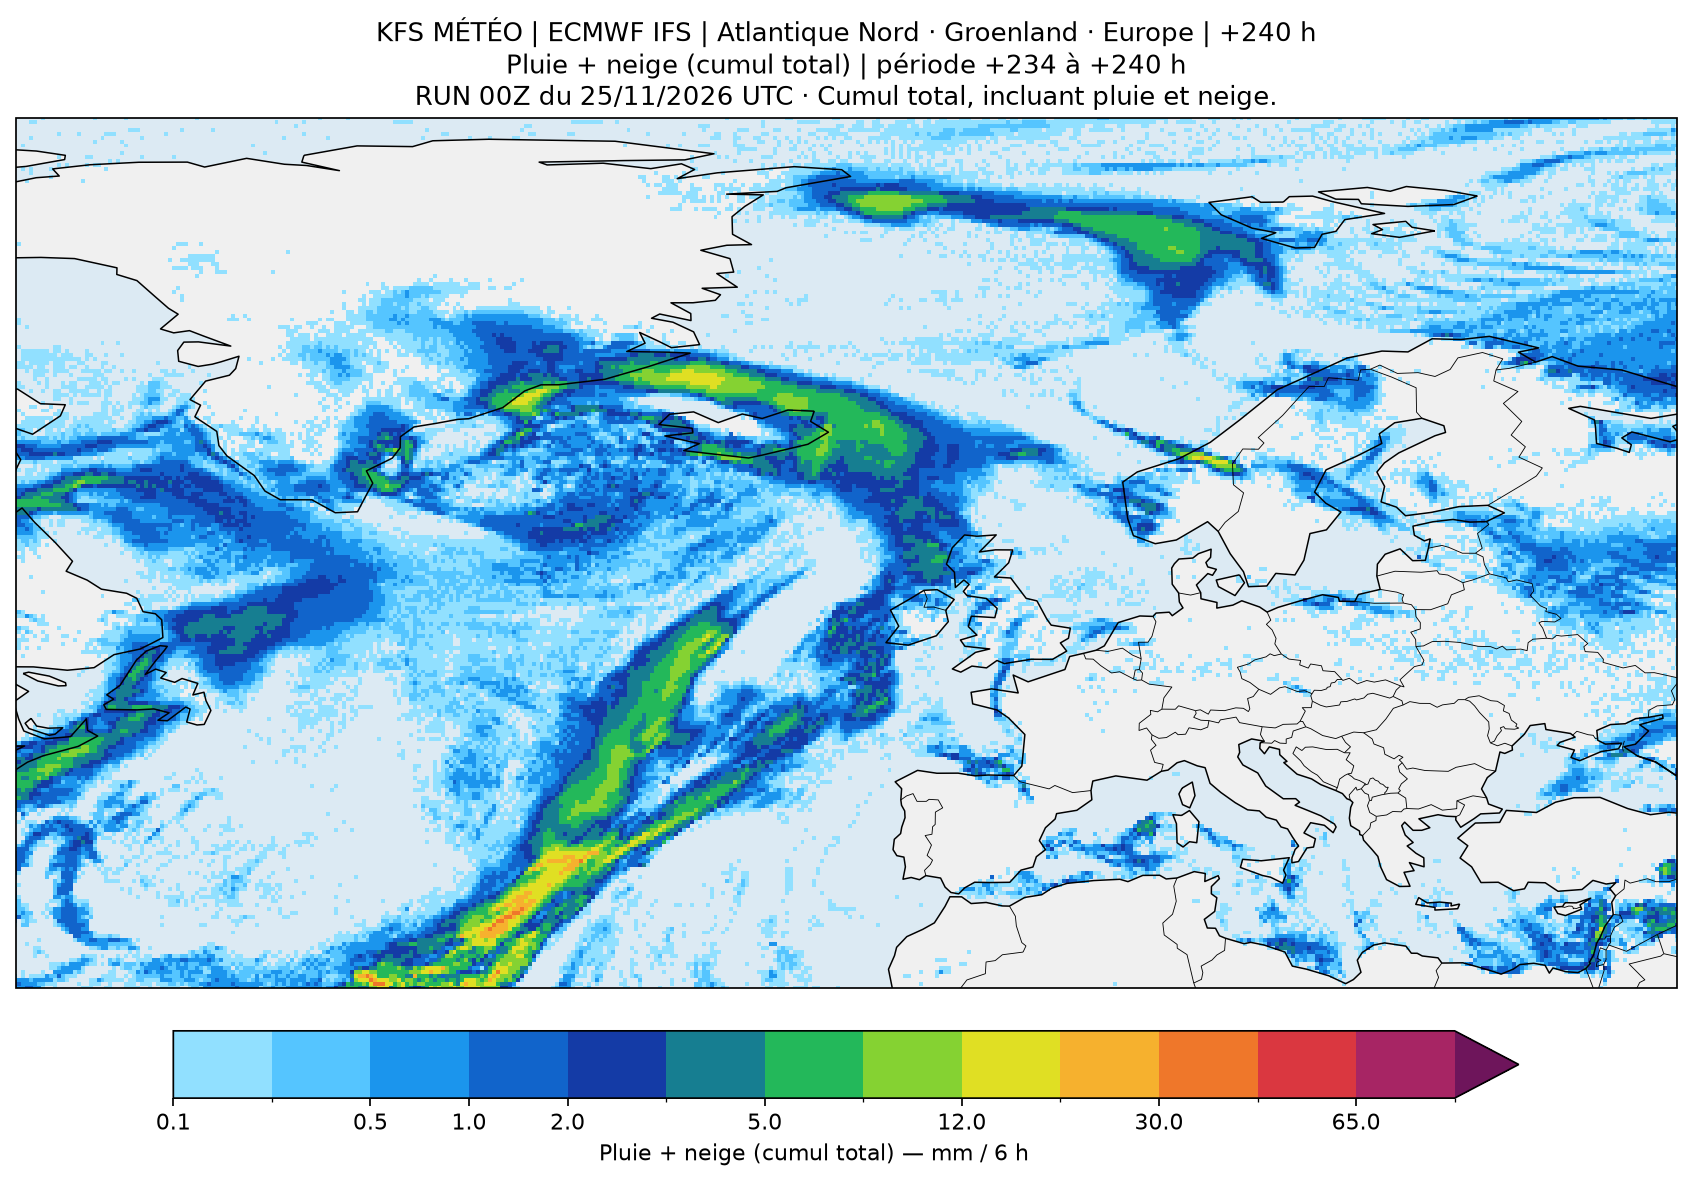 KFS MÉTÉO | ECMWF IFS | Atlantique Nord · Groenland · Europe | +240 h
Pluie + neige (cumul total) | période +234 à +240 h
RUN 00Z du 25/11/2026 UTC · Cumul total, incluant pluie et neige.
0.1 0.5 1.0 2.0 5.0 12.0 30.0 65.0
Pluie + neige (cumul total) — mm / 6 h